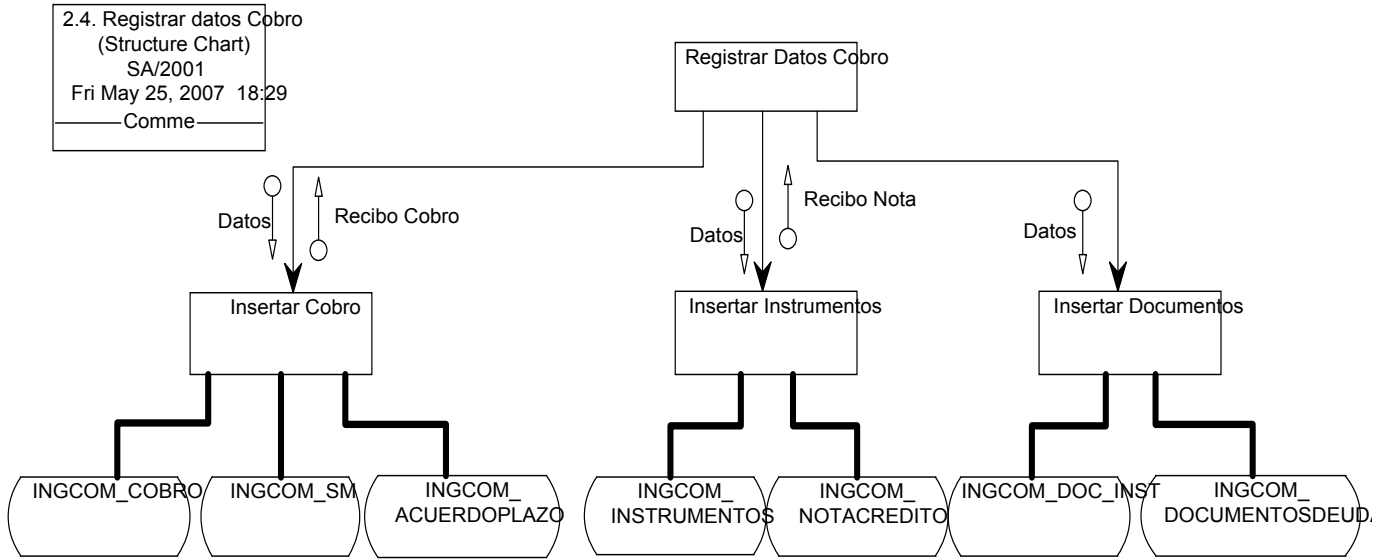 2.4. Registrar datos Cobro
(Structure Chart)
SA/2001
Fri May 25, 2007 18:29
Comme
Registrar Datos Cobro
Datos
Recibo Cobro
Datos
Recibo Nota
Datos
Insertar Cobro
Insertar Instrumentos
Insertar Documentos
INGCOM_COBRO
INGCOM_SM
INGCOM_
ACUERDOPLAZO
INGCOM_
INSTRUMENTOS
INGCOM_
NOTACREDITO
INGCOM_DOC_INST
INGCOM_
DOCUMENTOSDEUDA